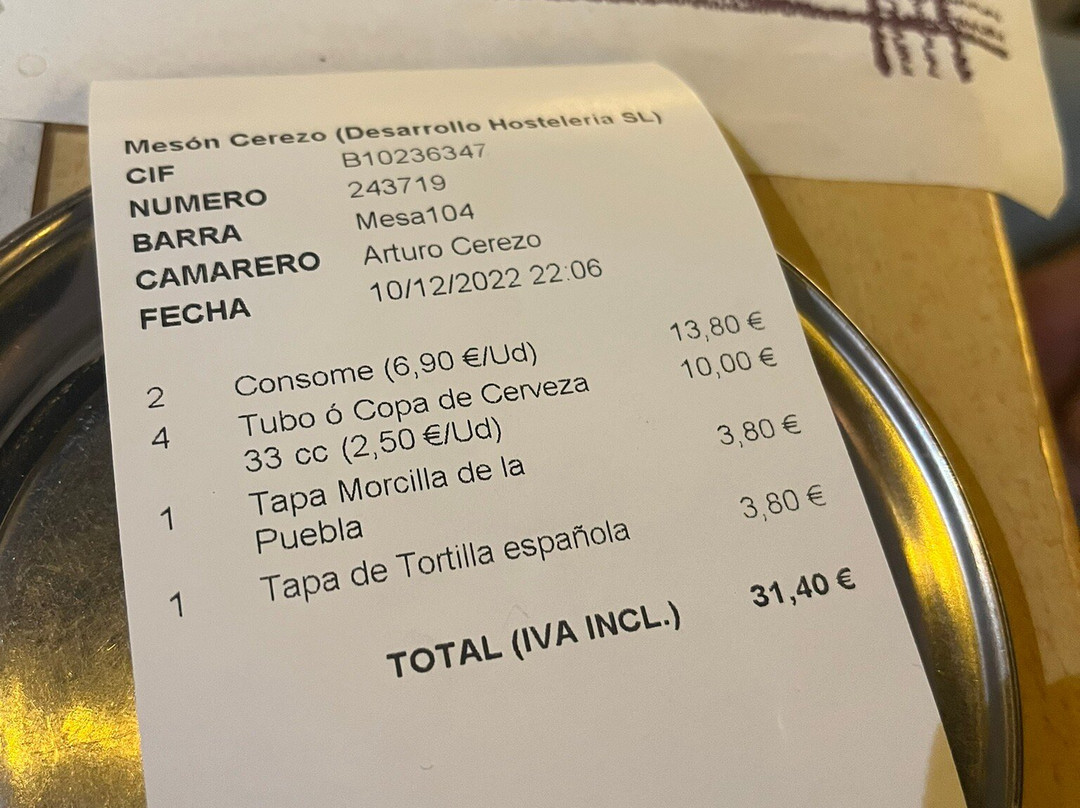 Mesón Cerezo (Desarrollo Hosteleria SL)
CIF B10236347
NUMERO 243719
BARRA Mesa104
CAMARERO Arturo Cerezo
FECHA 10/12/2022 22:06
2 Consome (6,90 €/Ud) 13,80 €
4 Tubo ó Copa de Cerveza 10,00 €
33 cc (2,50 €/Ud)
1 Tapa Morcilla de la 3,80 €
Puebla
1 Tapa de Tortilla española 3,80 €
TOTAL (IVA INCL.) 31,40 €